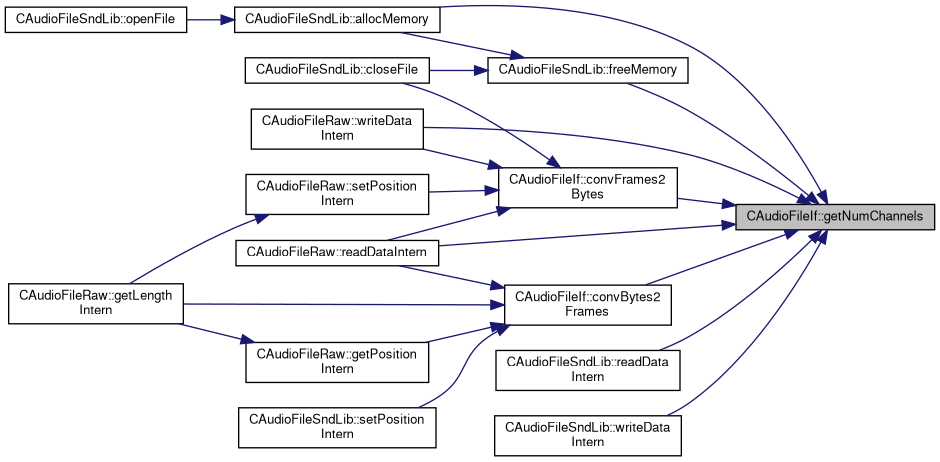 CAudioFileSndLib::openFile
CAudioFileSndLib::allocMemory
CAudioFileSndLib::closeFile
CAudioFileSndLib::freeMemory
CAudioFileRaw::writeData
Intern
CAudioFileRaw::setPosition
Intern
CAudioFileIf::convFrames2
Bytes
CAudioFileIf::getNumChannels
CAudioFileRaw::readDataIntern
CAudioFileRaw::getLength
Intern
CAudioFileIf::convBytes2
Frames
CAudioFileRaw::getPosition
Intern
CAudioFileSndLib::readData
Intern
CAudioFileSndLib::setPosition
Intern
CAudioFileSndLib::writeData
Intern